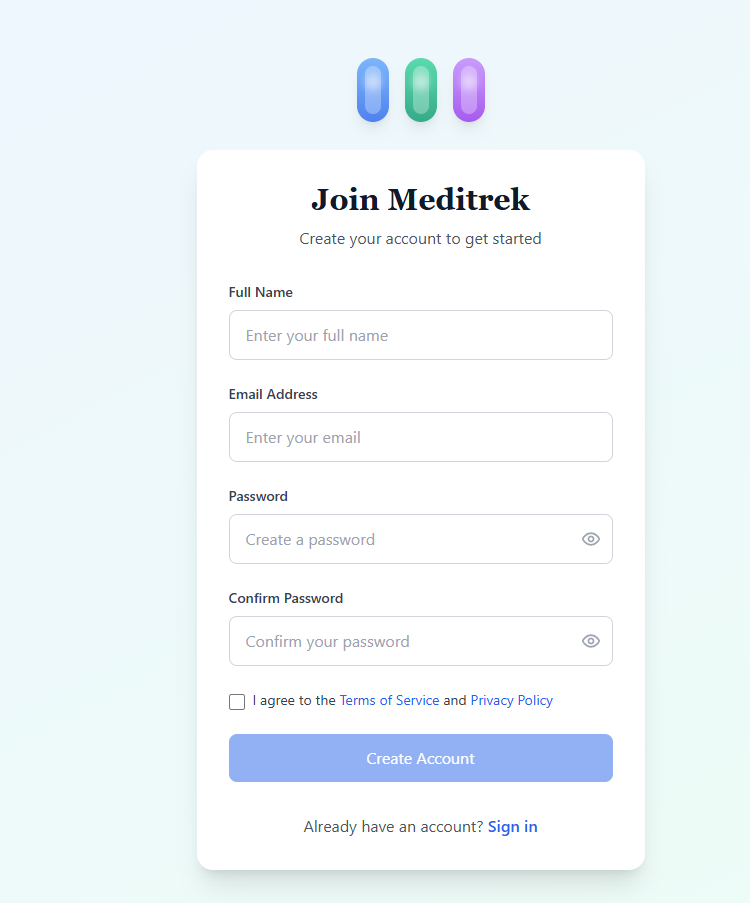 Join Meditrek
Create your account to get started
Full Name
Enter your full name
Email Address
Enter your email
Password
Create a password
Confirm Password
Confirm your password
I agree to the Terms of Service and Privacy Policy
Create Account
Already have an account? Sign in